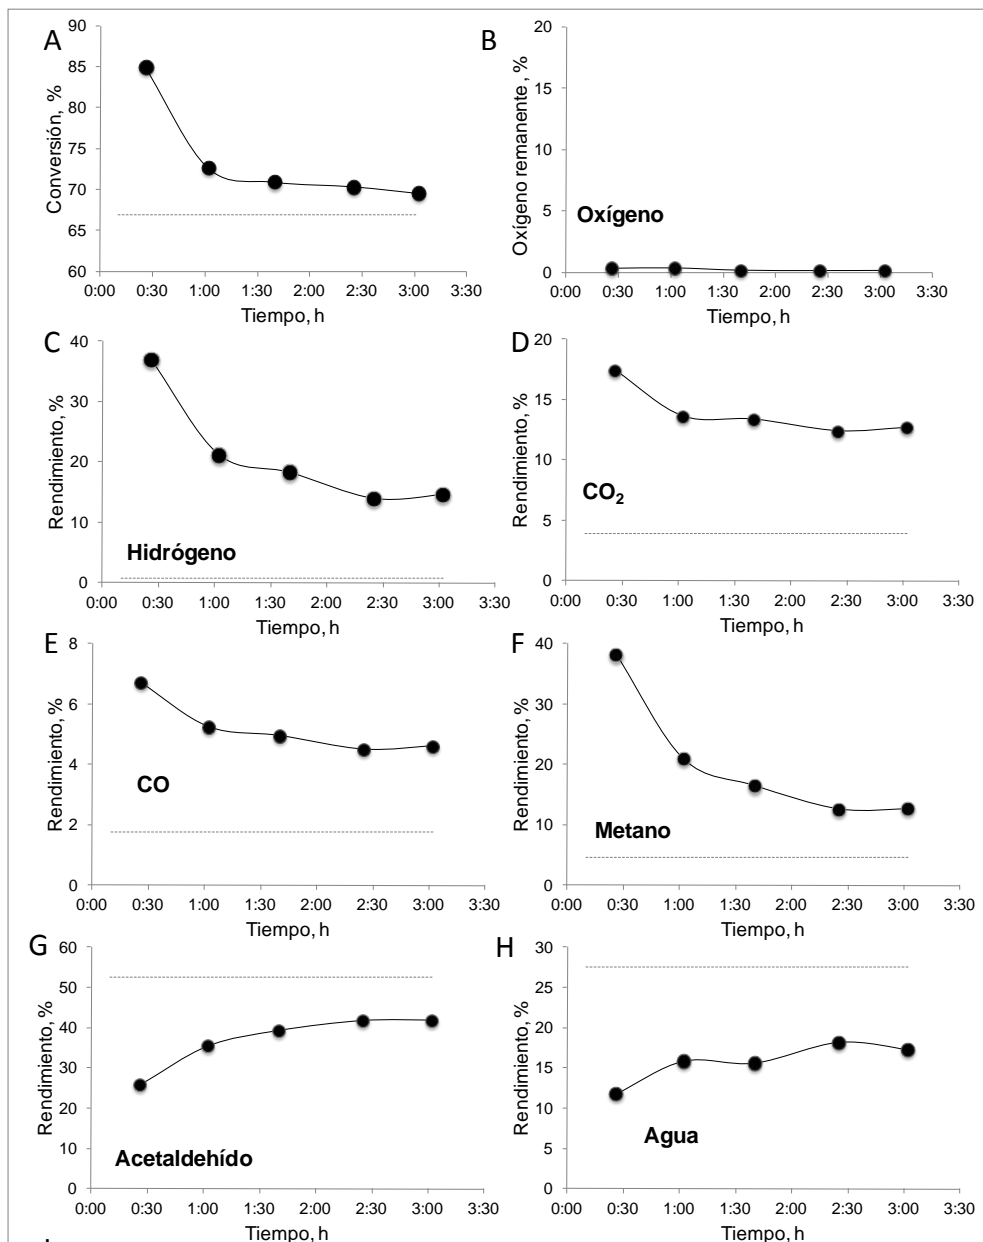 A
90
85
80
75
70
65
60
Conversión, %
0:00 0:30 1:00 1:30 2:00 2:30 3:00 3:30
Tiempo, h
B
20
15
10
5
0
Oxígeno remanente , %
Oxígeno
0:00 0:30 1:00 1:30 2:00 2:30 3:00 3:30
Tiempo, h
C
40
30
20
10
0
Rendimiento, %
Hidrógeno
0:00 0:30 1:00 1:30 2:00 2:30 3:00 3:30
Tiempo, h
D
20
15
10
5
0
Rendimiento, %
CO₂
0:00 0:30 1:00 1:30 2:00 2:30 3:00 3:30
Tiempo, h
E
8
6
4
2
0
Rendimiento, %
CO
0:00 0:30 1:00 1:30 2:00 2:30 3:00 3:30
Tiempo, h
F
40
30
20
10
0
Rendimiento, %
Metano
0:00 0:30 1:00 1:30 2:00 2:30 3:00 3:30
Tiempo, h
G
60
50
40
30
20
10
0
Rendimiento, %
Acetaldehído
0:00 0:30 1:00 1:30 2:00 2:30 3:00 3:30
Tiempo, h
H
30
25
20
15
10
5
0
Rendimiento, %
Agua
0:00 0:30 1:00 1:30 2:00 2:30 3:00 3:30
Tiempo, h